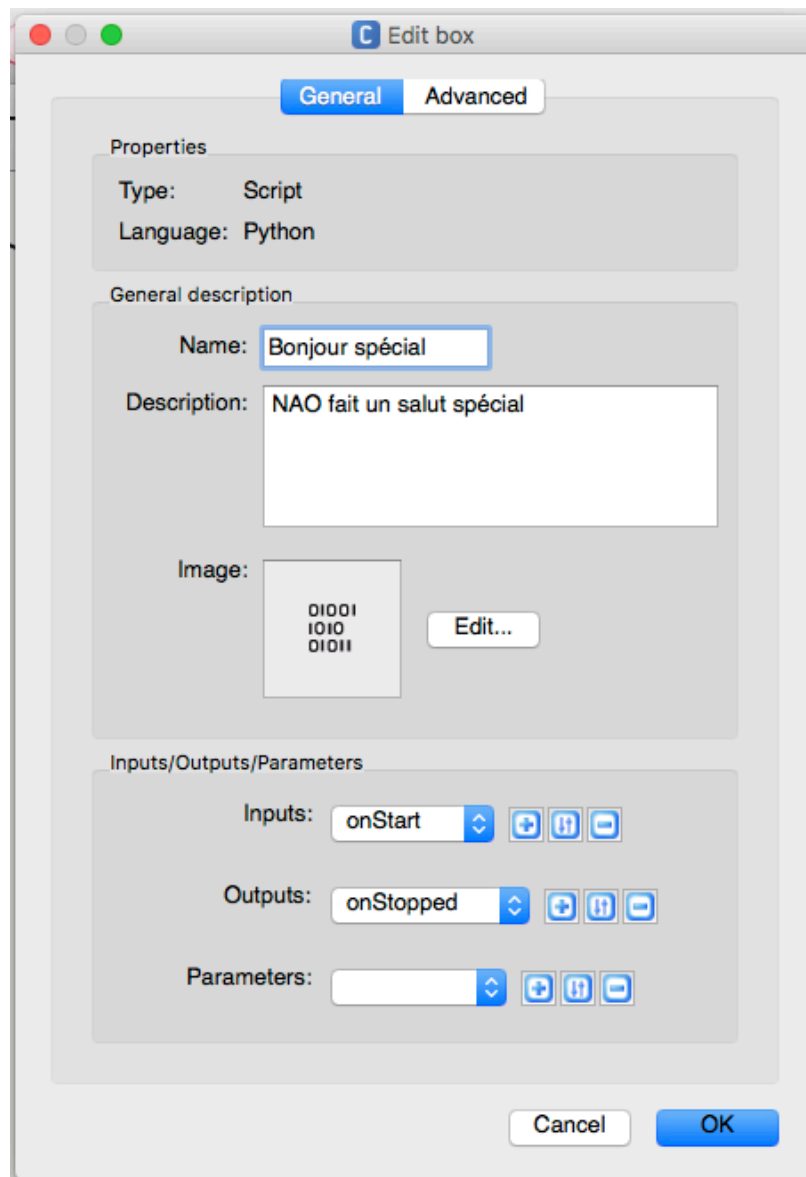 C Edit box
General Advanced
Properties
Type: Script
Language: Python
General description
Name: Bonjour spécial
Description: NAO fait un salut spécial
Image: 01001
1010
01011
Edit...
Inputs/Outputs/Parameters
Inputs: onStart
Outputs: onStopped
Parameters:
Cancel OK